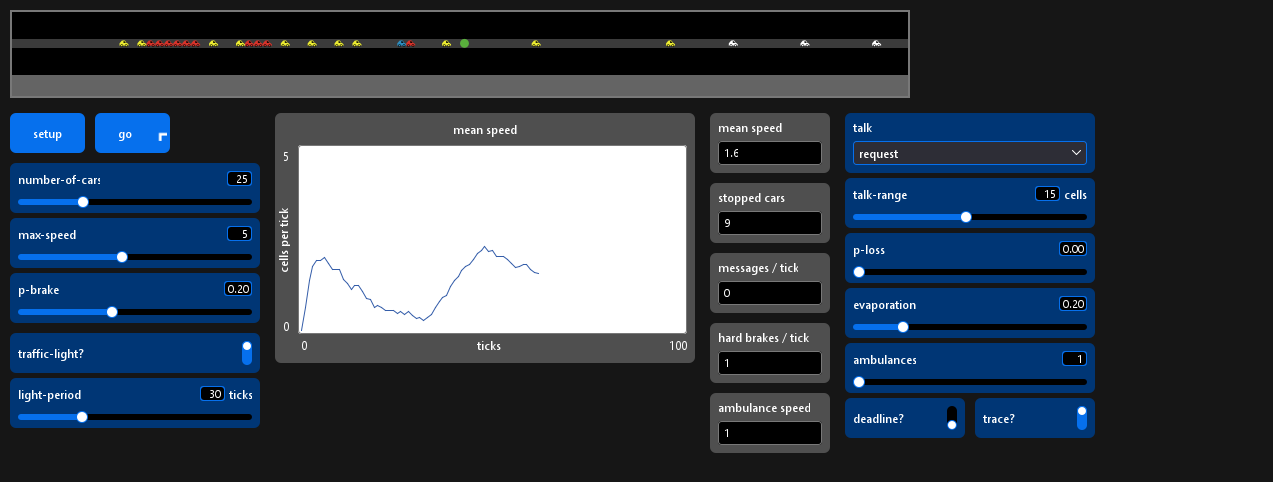 setup
go
number-of-cars
25
max-speed
5
p-brake
0.20
traffic-light?
light-period
30 ticks
mean speed
5
cells per tick
0
0
ticks
100
mean speed
1.6
stopped cars
9
messages / tick
0
hard brakes / tick
1
ambulance speed
1
talk
request
talk-range
15 cells
p-loss
0.00
evaporation
0.20
ambulances
1
deadline?
trace?